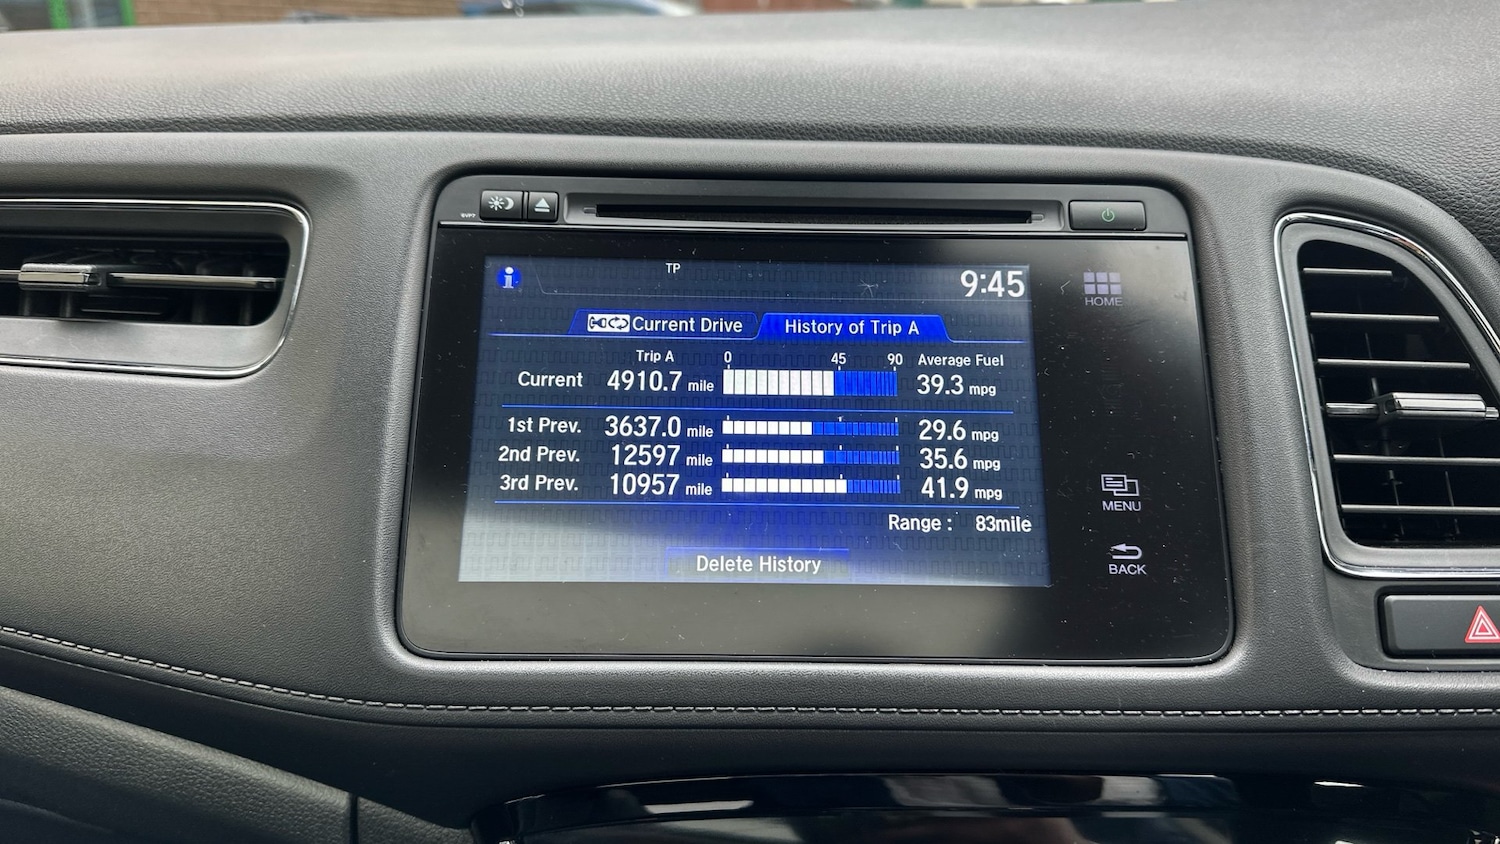 TP
9:45
HOME
Current Drive
History of Trip A
Trip A 0 45 90 Average Fuel
Current 4910.7 mile 39.3 mpg
1st Prev. 3637.0 mile 29.6 mpg
2nd Prev. 12597 mile 35.6 mpg
3rd Prev. 10957 mile 41.9 mpg
MENU
Range : 83mile
Delete History
BACK